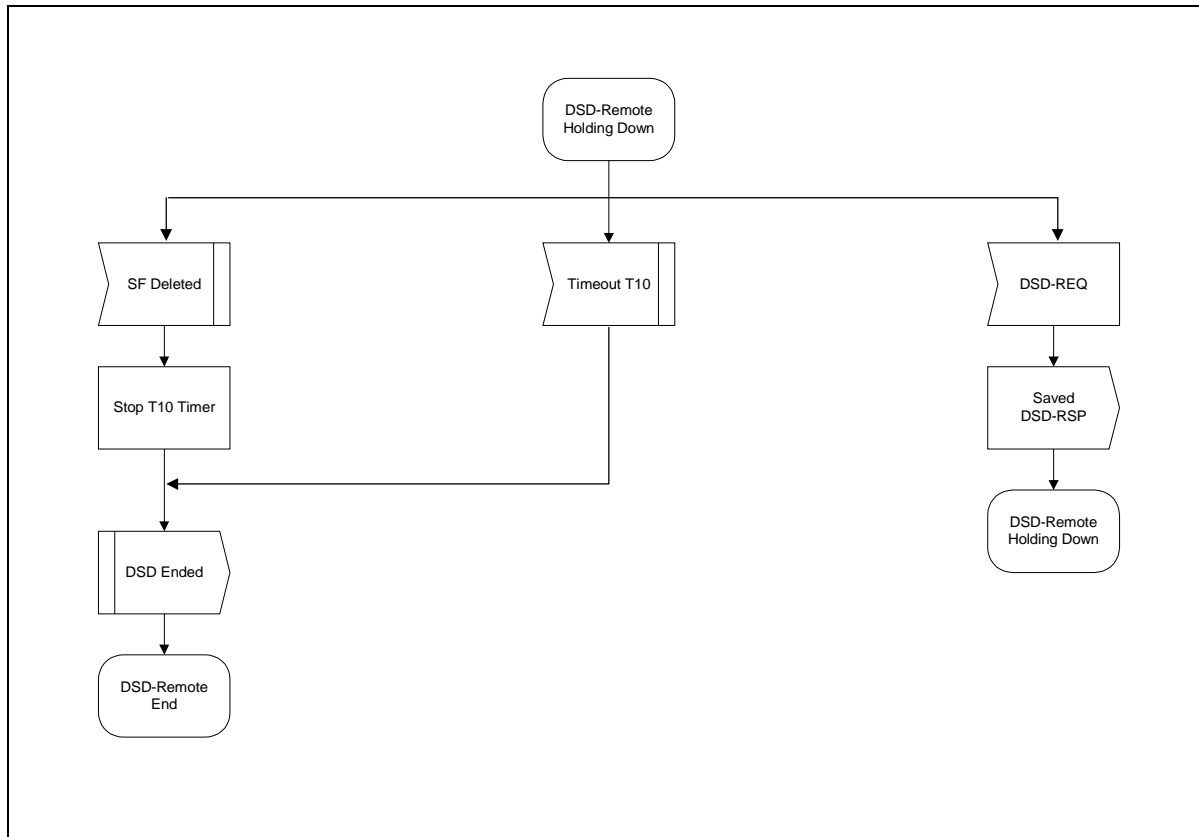 DSD-Remote
Holding Down
SF Deleted
Timeout T10
DSD-REQ
Stop T10 Timer
Saved
DSD-RSP
DSD-Remote
Holding Down
DSD Ended
DSD-Remote
End